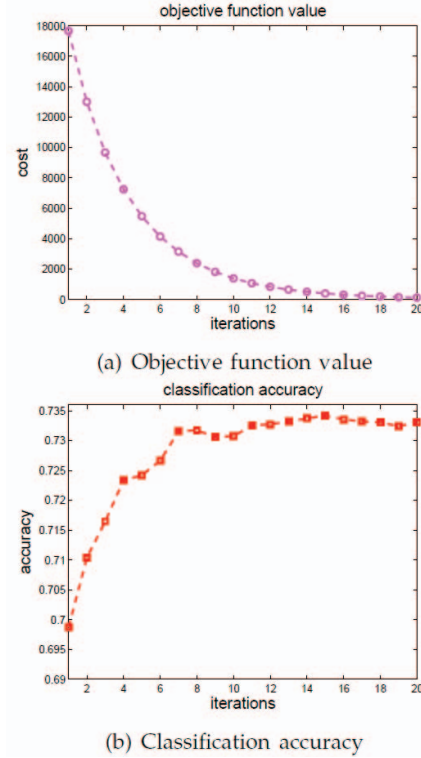 objective function value
18000
16000
14000
12000
10000
8000
6000
4000
2000
0
cost
2 4 6 8 10 12 14 16 18 20
iterations
(a) Objective function value
classification accuracy
0.735
0.73
0.725
0.72
0.715
0.71
0.705
0.7
0.695
0.69
accuracy
2 4 6 8 10 12 14 16 18 20
iterations
(b) Classification accuracy